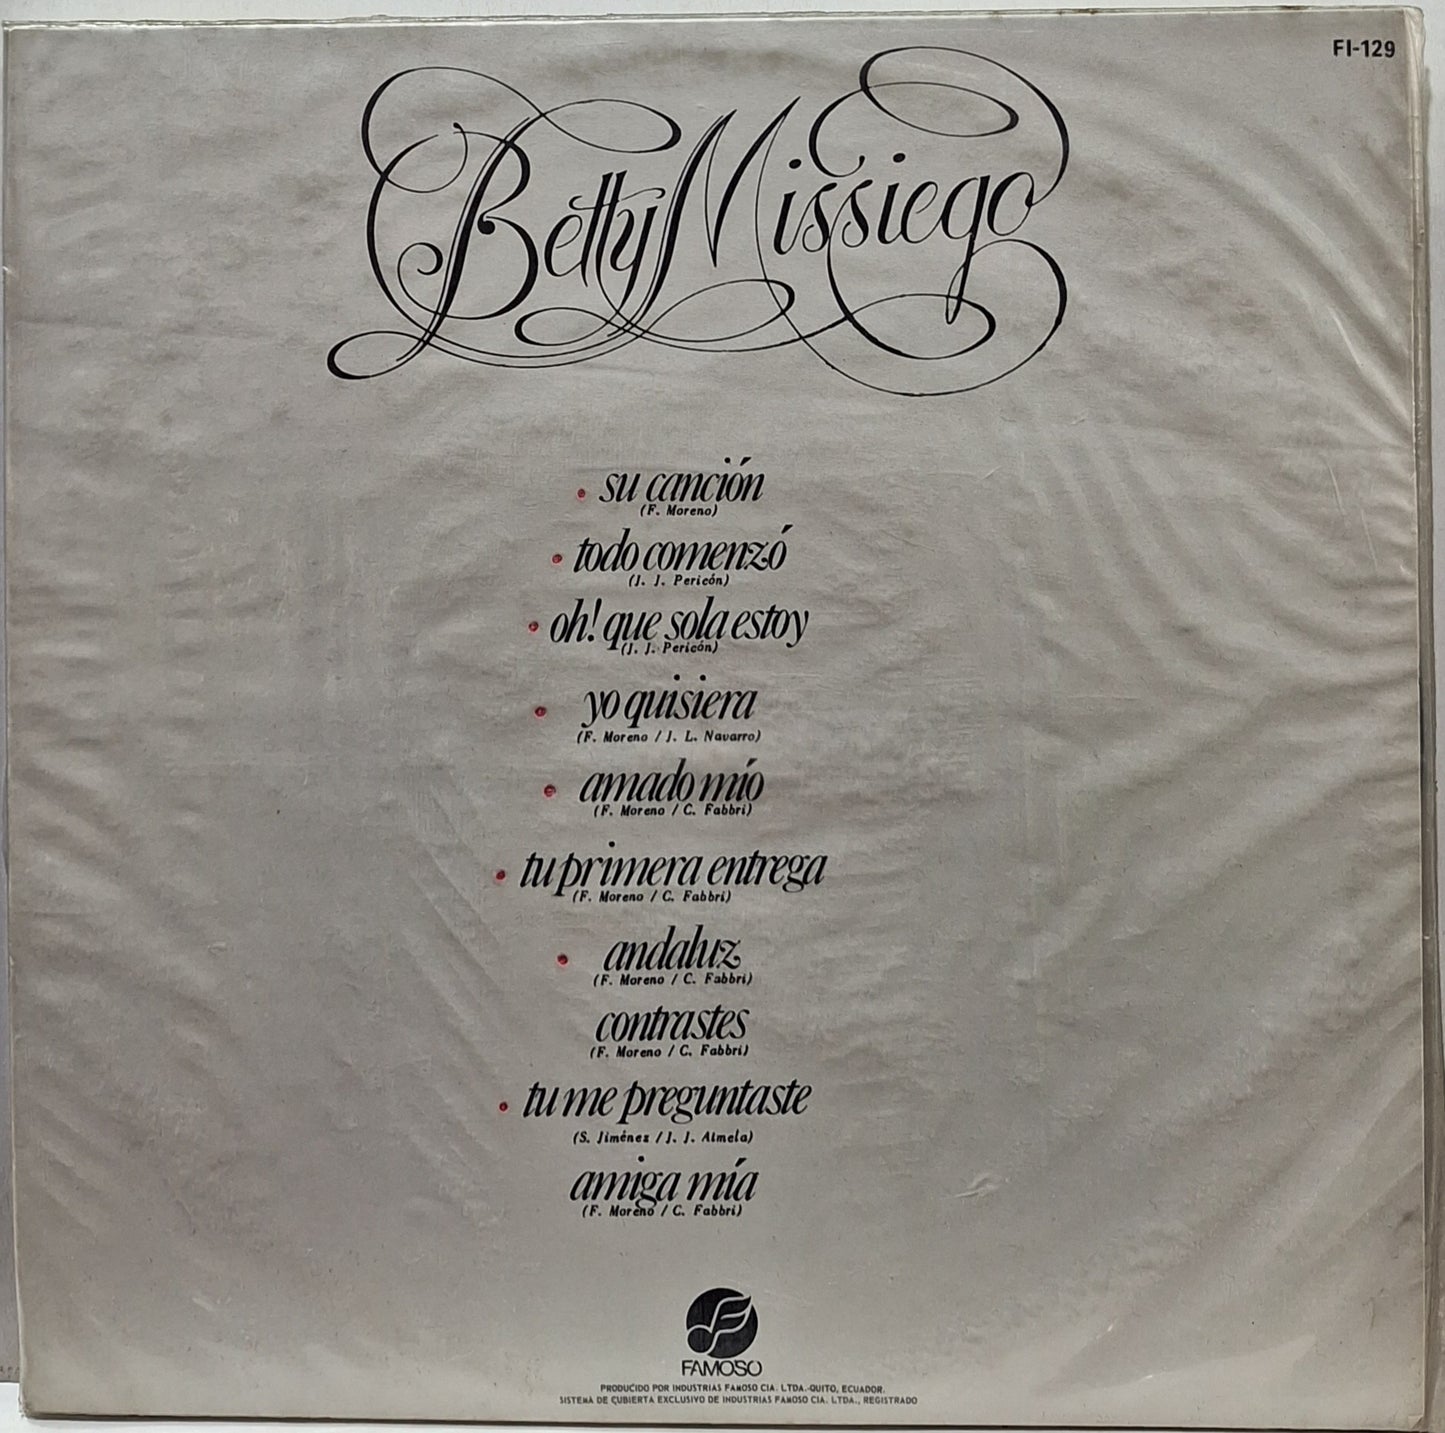 FI-129
Betty Missiego
su canción
(F. Moreno)
todo comenzó
(J. J. Pericón)
oh! que sola estoy
(J. J. Pericón)
yo quisiera
(F. Moreno / J. L. Navarro)
amado mío
(F. Moreno / C. Fabbri)
tu primera entrega
(F. Moreno / C. Fabbri)
andaluz
(F. Moreno / C. Fabbri)
contrastes
(F. Moreno / C. Fabbri)
tu me preguntaste
(S. Jiménez / J. J. Almela)
amiga mía
(F. Moreno / C. Fabbri)
FAMOSO
PRODUCIDO POR INDUSTRIAS FAMOSO CIA. LTDA.-QUITO, ECUADOR.
SISTEMA DE CUBIERTA EXCLUSIVO DE INDUSTRIAS FAMOSO CIA. LTDA., REGISTRADO